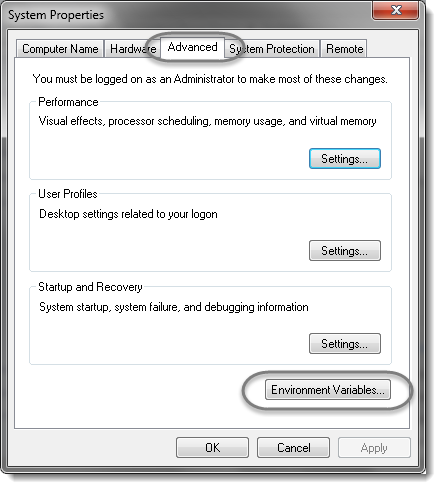 System Properties
Computer Name Hardware Advanced System Protection Remote
You must be logged on as an Administrator to make most of these changes.
Performance
Visual effects, processor scheduling, memory usage, and virtual memory
Settings...
User Profiles
Desktop settings related to your logon
Settings...
Startup and Recovery
System startup, system failure, and debugging information
Settings...
Environment Variables...
OK Cancel Apply